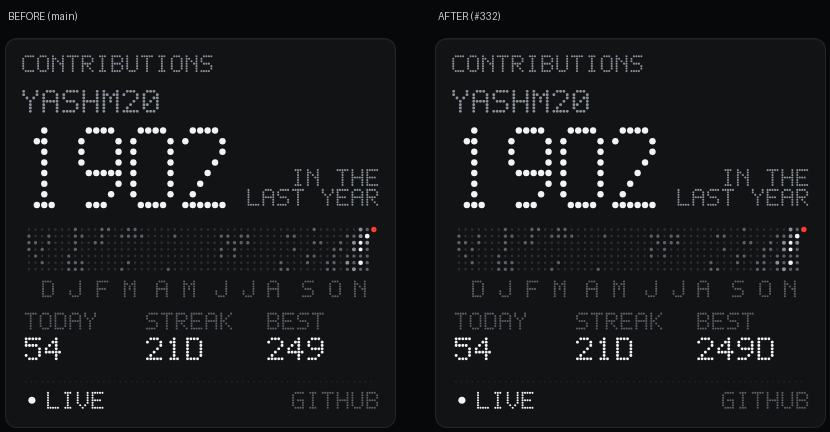 BEFORE (main)
CONTRIBUTIONS
YASHM20
1902
IN THE
LAST YEAR
D J F M A M J J A S O N
TODAY STREAK BEST
54 21D 249
LIVE GITHUB
AFTER (#332)
CONTRIBUTIONS
YASHM20
1902
IN THE
LAST YEAR
D J F M A M J J A S O N
TODAY STREAK BEST
54 21D 249D
LIVE GITHUB